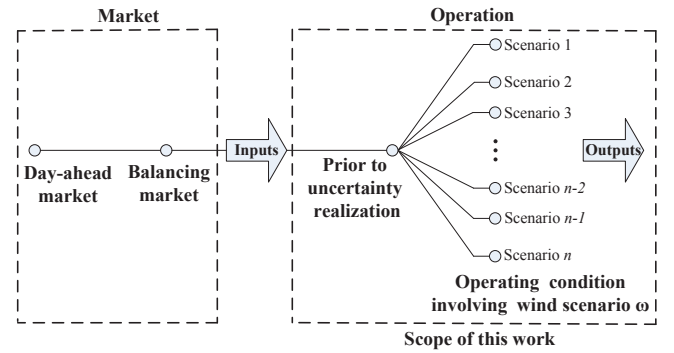 Market
Operation
Scenario 1
Scenario 2
Scenario 3
Inputs
Outputs
Day-ahead
market
Balancing
market
Prior to
uncertainty
realization
Scenario n-2
Scenario n-1
Scenario n
Operating condition
involving wind scenario ω
Scope of this work